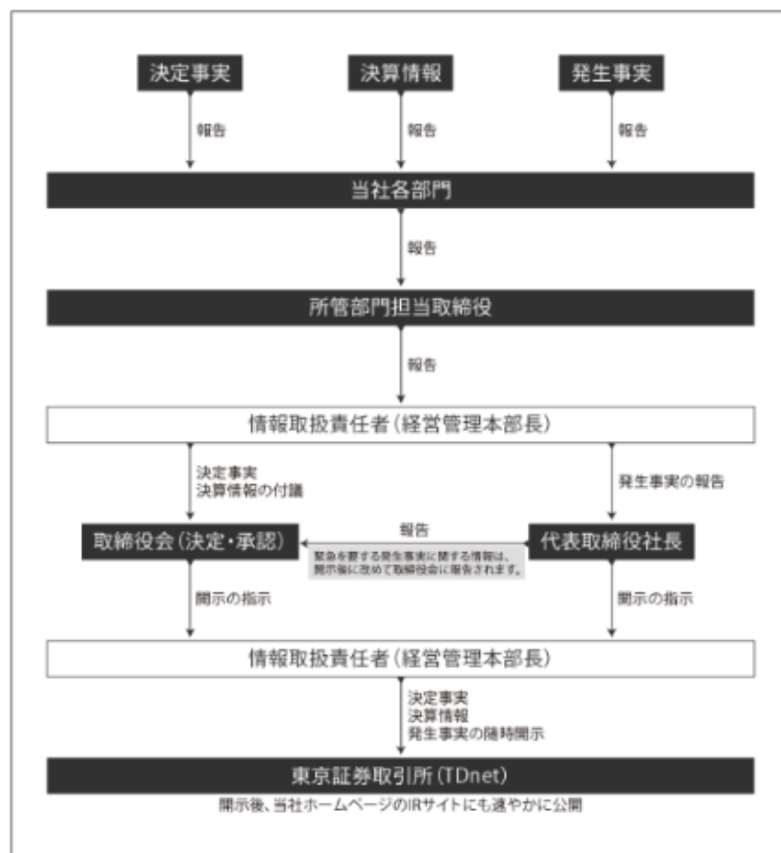 決定事実
決算情報
発生事実
報告
報告
報告
当社各部門
報告
所管部門担当取締役
報告
情報取扱責任者(経営管理本部長)
決定事実
決算情報の付議
発生事実の報告
取締役会(決定・承認)
報告
代表取締役社長
緊急を要する発生事実に関する情報は、
開示後に改めて取締役会に報告されます。
開示の指示
開示の指示
情報取扱責任者(経営管理本部長)
決定事実
決算情報
発生事実の随時開示
東京証券取引所(TDnet)
開示後、当社ホームページのIRサイトにも速やかに公開